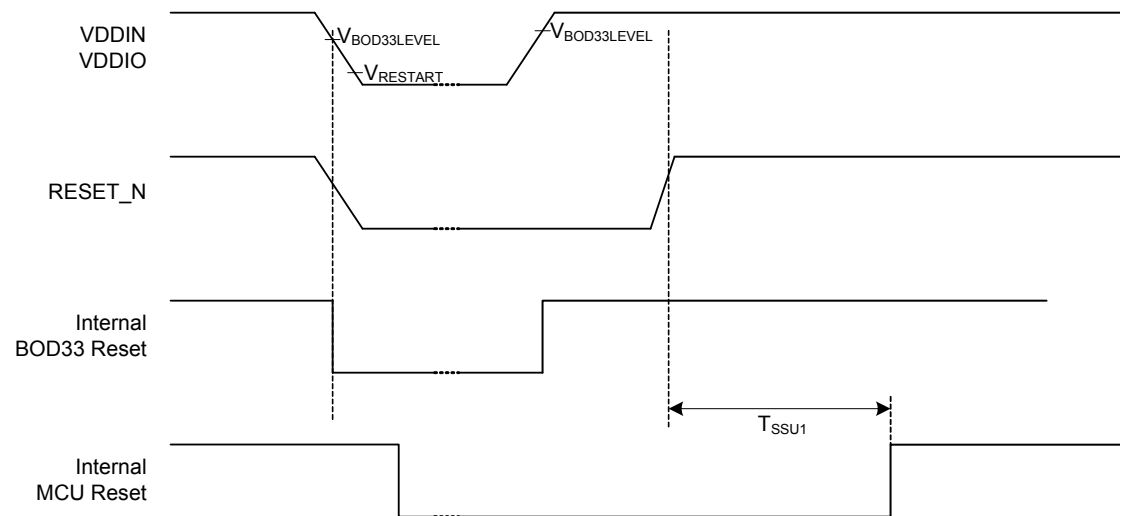 VDDIN
VDDIO
VBOD33LEVEL
VBOD33LEVEL
VRESTART
RESET_N
Internal
BOD33 Reset
TSSU1
Internal
MCU Reset